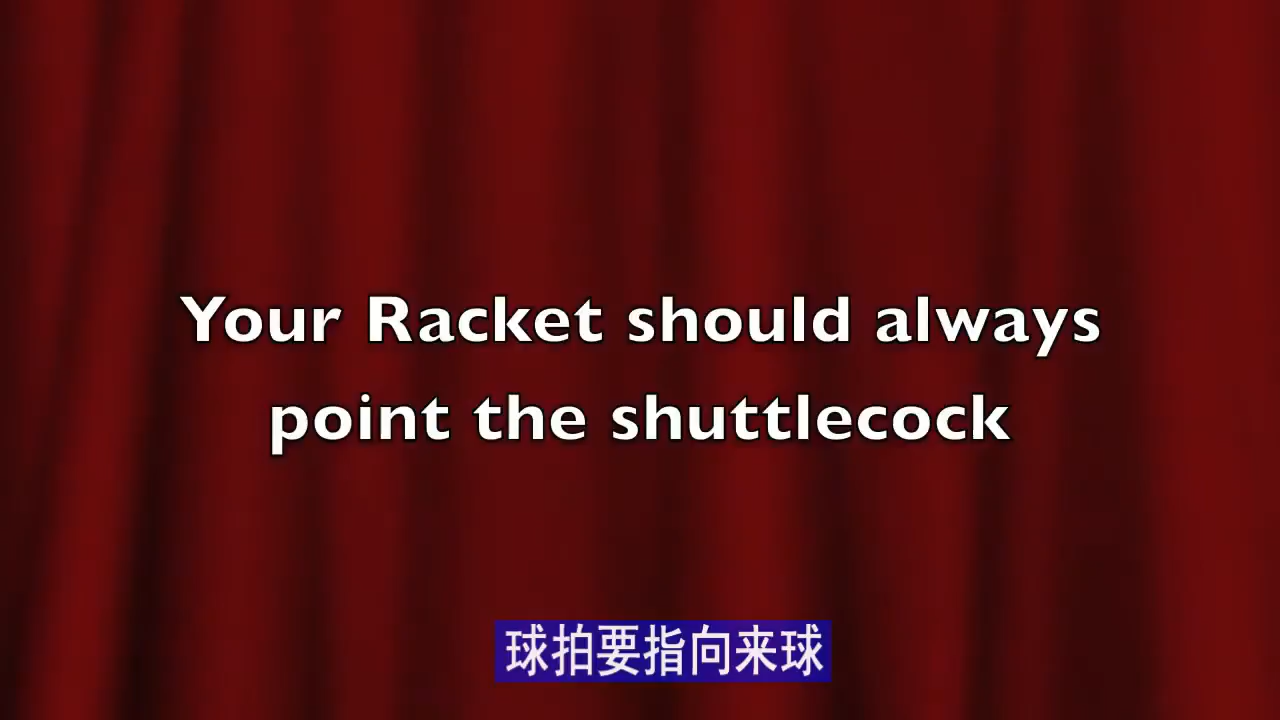 Your Racket should always
point the shuttlecock
球拍要指向来球